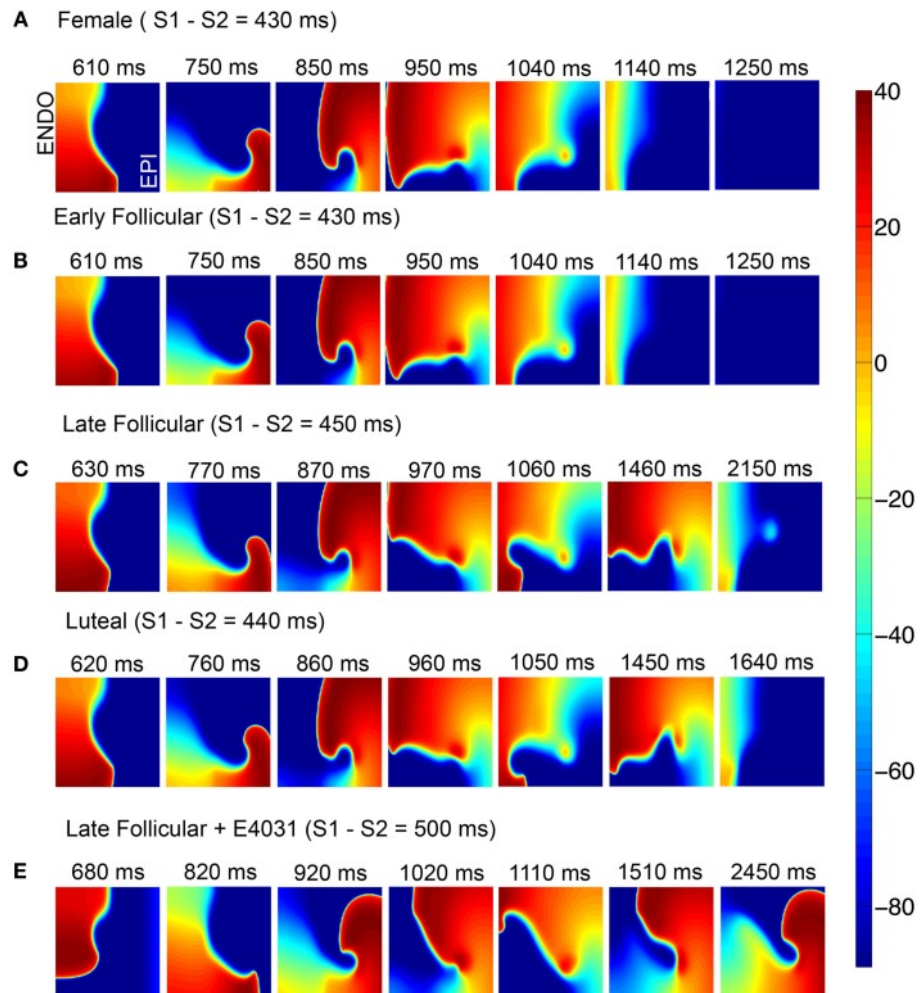 A Female ( S1 - S2 = 430 ms)
610 ms 750 ms 850 ms 950 ms 1040 ms 1140 ms 1250 ms
ENDO
EPI
Early Follicular (S1 - S2 = 430 ms)
B
610 ms 750 ms 850 ms 950 ms 1040 ms 1140 ms 1250 ms
Late Follicular (S1 - S2 = 450 ms)
C
630 ms 770 ms 870 ms 970 ms 1060 ms 1460 ms 2150 ms
Luteal (S1 - S2 = 440 ms)
D
620 ms 760 ms 860 ms 960 ms 1050 ms 1450 ms 1640 ms
Late Follicular + E4031 (S1 - S2 = 500 ms)
E
680 ms 820 ms 920 ms 1020 ms 1110 ms 1510 ms 2450 ms
40
20
0
−20
−40
−60
−80